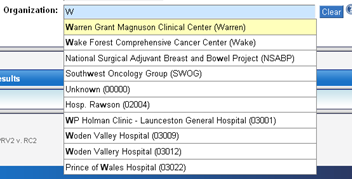 Organization: W Clear
Warren Grant Magnuson Clinical Center (Warren)
Wake Forest Comprehensive Cancer Center (Wake)
National Surgical Adjuvant Breast and Bowel Project (NSABP)
Southwest Oncology Group (SWOG)
Unknown (00000)
Hosp. Rawson (02004)
WP Holman Clinic - Launceston General Hospital (03001)
Woden Valley Hospital (03009)
Woden Vallery Hospital (03012)
Prince of Wales Hospital (03022)
esults
PRV2 v. RC2